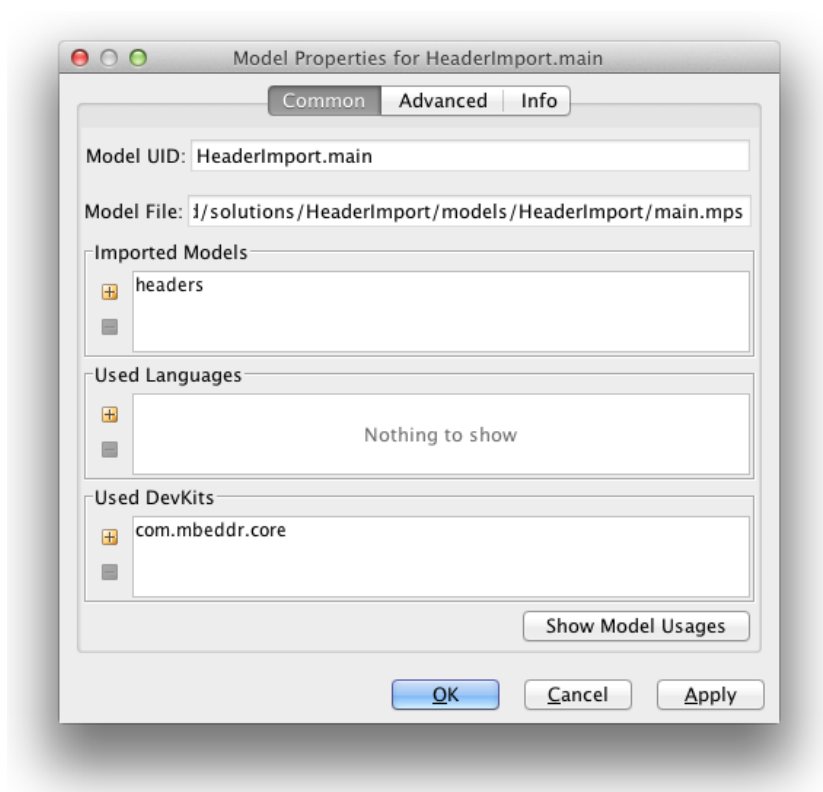 Model Properties for HeaderImport.main
Common Advanced Info
Model UID: HeaderImport.main
Model File: /solutions/HeaderImport/models/HeaderImport/main.mps
Imported Models
headers
Used Languages
Nothing to show
Used DevKits
com.mbeddr.core
Show Model Usages
OK Cancel Apply